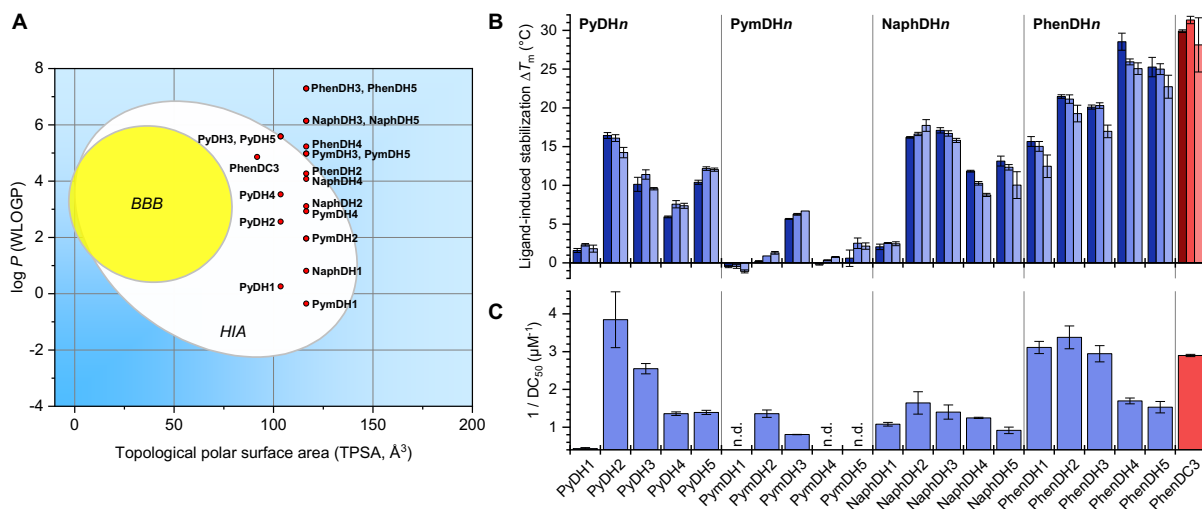 A
log P (WLOGP)
8
6
4
2
0
-2
-4
0
50
100
150
200
Topological polar surface area (TPSA, Å³)
BBB
HIA
PhenDH3, PhenDH5
NaphDH3, NaphDH5
PyDH3, PyDH5
PhenDH4
PymDH3, PymDH5
PhenDC3
PhenDH2
NaphDH4
PyDH4
NaphDH2
PymDH4
PyDH2
PymDH2
NaphDH1
PyDH1
PymDH1
B
Ligand-induced stabilization ΔTm (°C)
30
25
20
15
10
5
0
PyDHn
PymDHn
NaphDHn
PhenDHn
C
1 / DC50 (µM⁻¹)
4
3
2
1
n.d.
n.d.
n.d.
PyDH1
PyDH2
PyDH3
PyDH4
PyDH5
PymDH1
PymDH2
PymDH3
PymDH4
PymDH5
NaphDH1
NaphDH2
NaphDH3
NaphDH4
NaphDH5
PhenDH1
PhenDH2
PhenDH3
PhenDH4
PhenDH5
PhenDC3